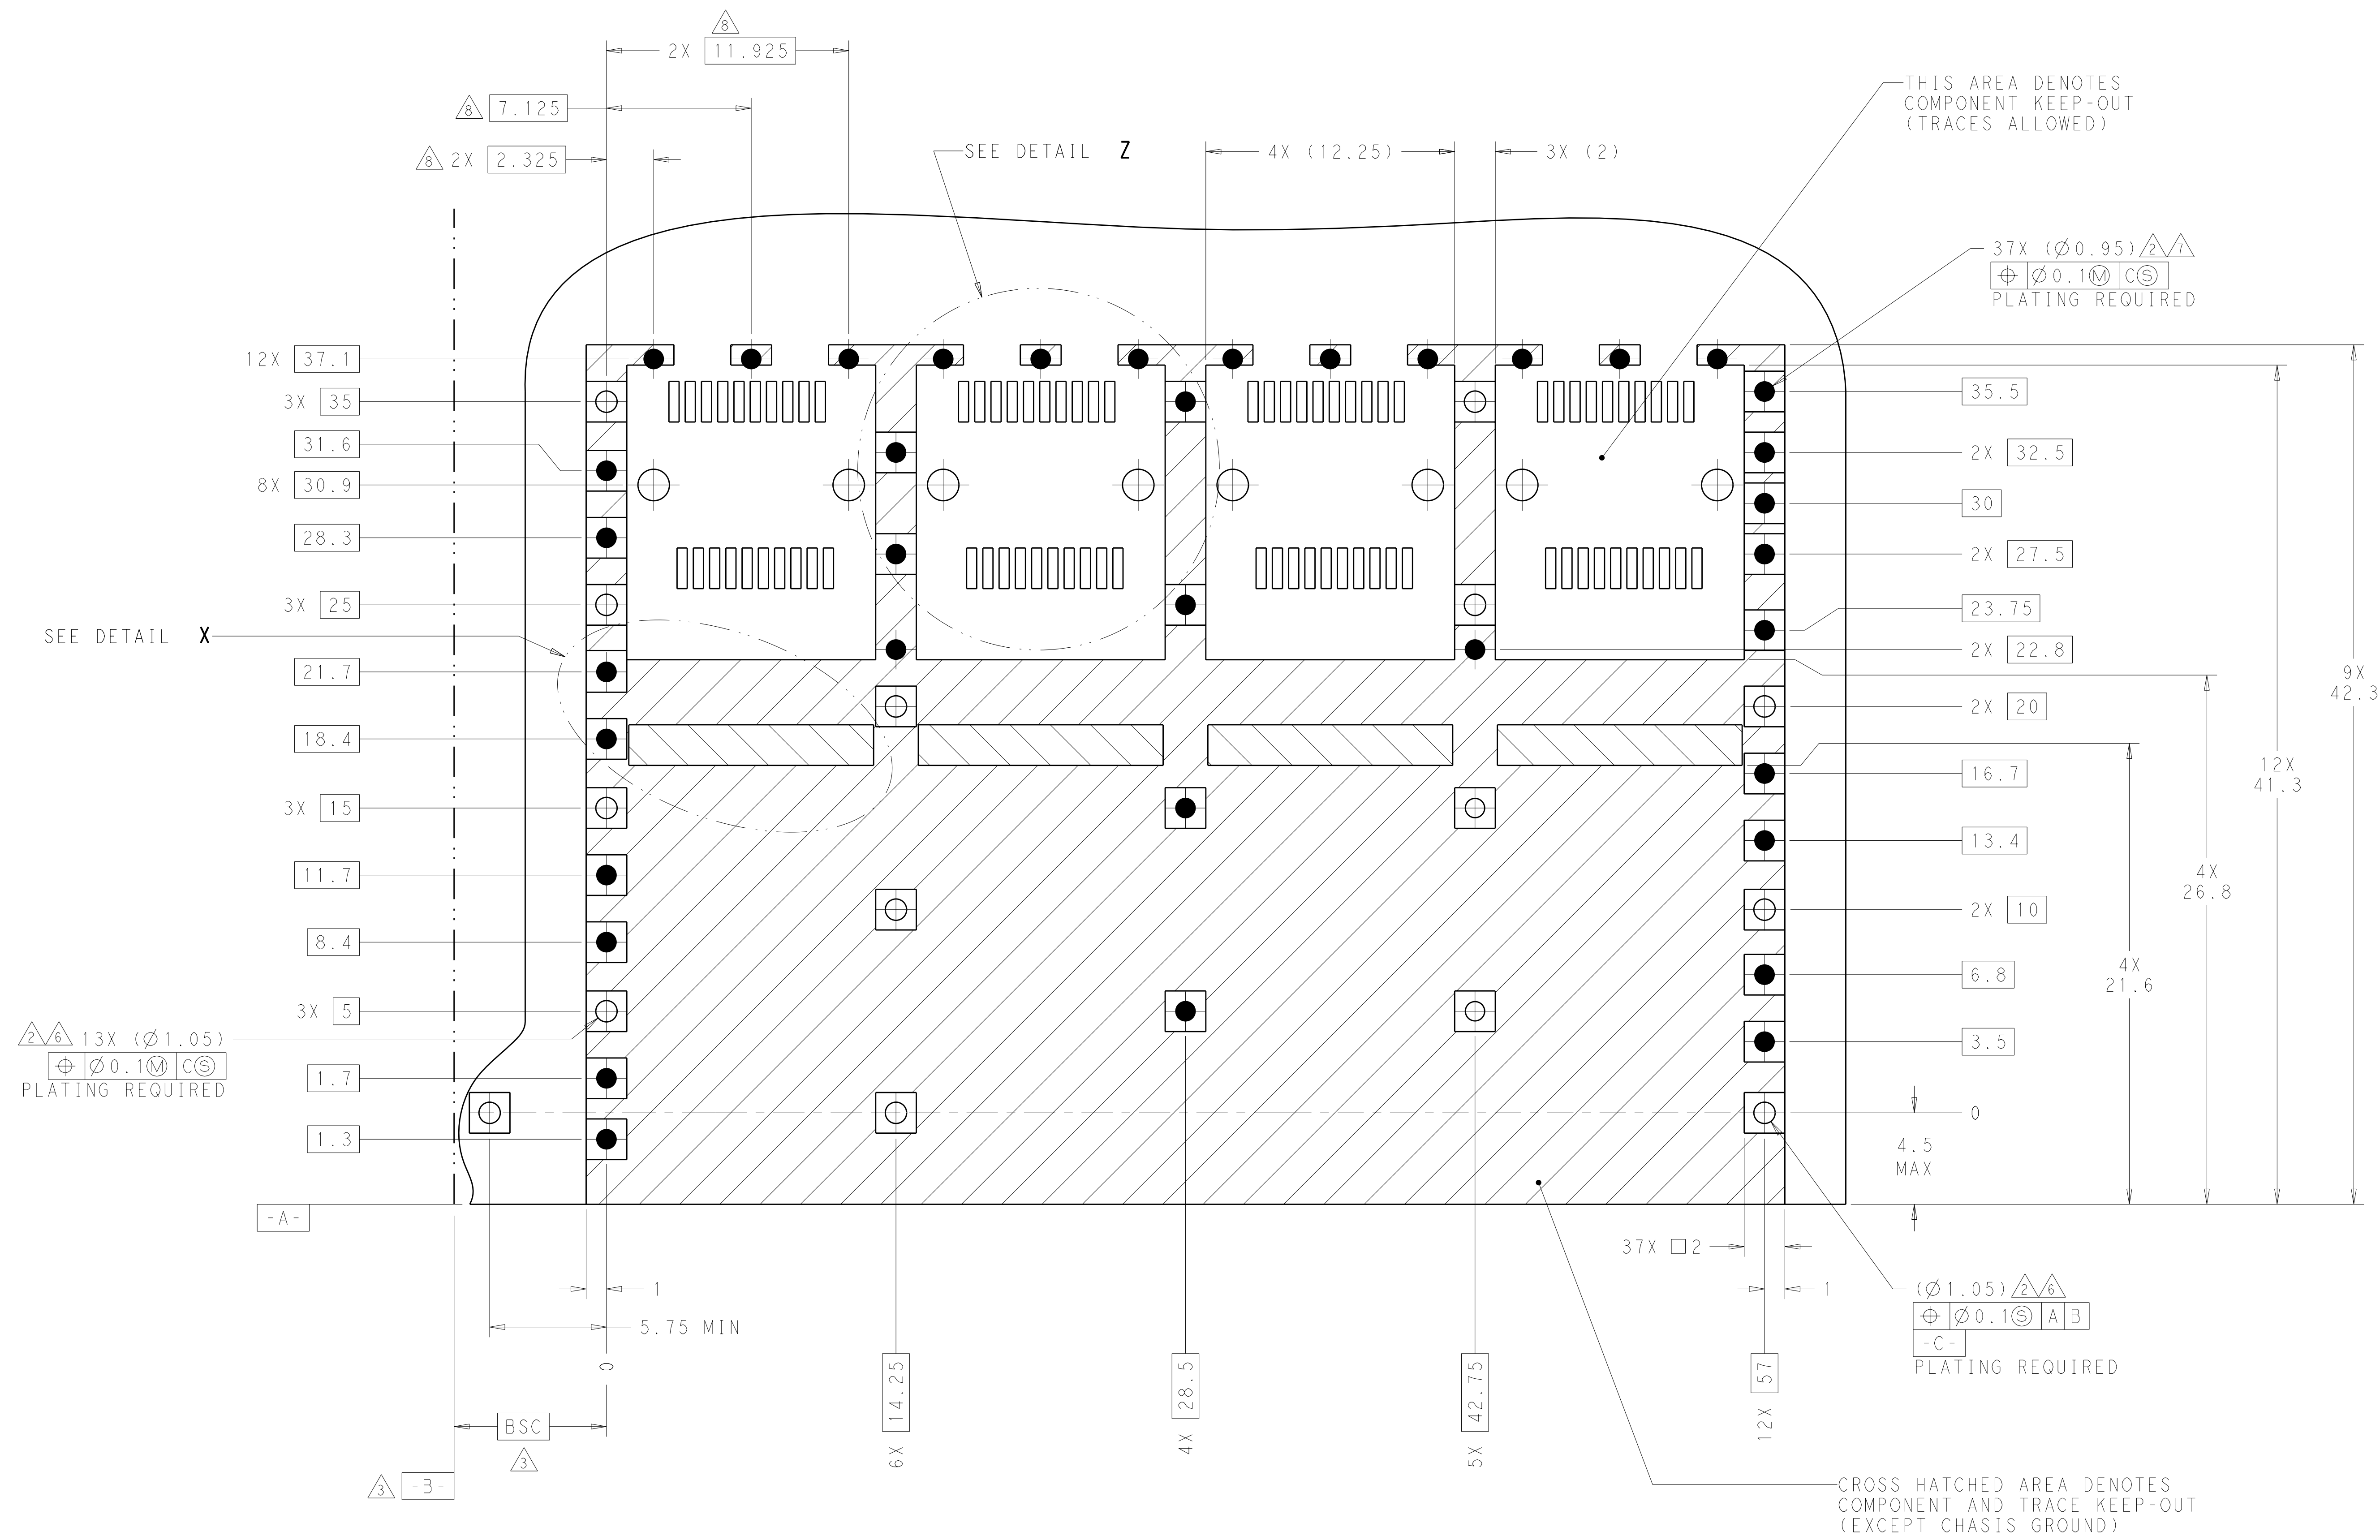 8
2X 11.925
8 7.125
8 2X 2.325
SEE DETAIL Z
4X (12.25)
3X (2)
THIS AREA DENOTES
COMPONENT KEEP-OUT
(TRACES ALLOWED)
37X (Ø0.95) 2 7
⌖ Ø0.1Ⓜ CⓈ
PLATING REQUIRED
12X 37.1
3X 35
31.6
8X 30.9
28.3
3X 25
SEE DETAIL X
21.7
18.4
3X 15
11.7
8.4
3X 5
2 6 13X (Ø1.05)
⌖ Ø0.1Ⓜ CⓈ
PLATING REQUIRED
1.7
1.3
-A-
35.5
2X 32.5
30
2X 27.5
23.75
2X 22.8
2X 20
16.7
13.4
2X 10
6.8
3.5
0
4.5
MAX
9X
42.3
12X
41.3
4X
26.8
4X
21.6
37X □2
1
1
5.75 MIN
0
6X 14.25
4X 28.5
5X 42.75
12X 57
(Ø1.05) 2 6
⌖ Ø0.1Ⓢ A B
-C-
PLATING REQUIRED
BSC
3
3 -B-
CROSS HATCHED AREA DENOTES
COMPONENT AND TRACE KEEP-OUT
(EXCEPT CHASIS GROUND)